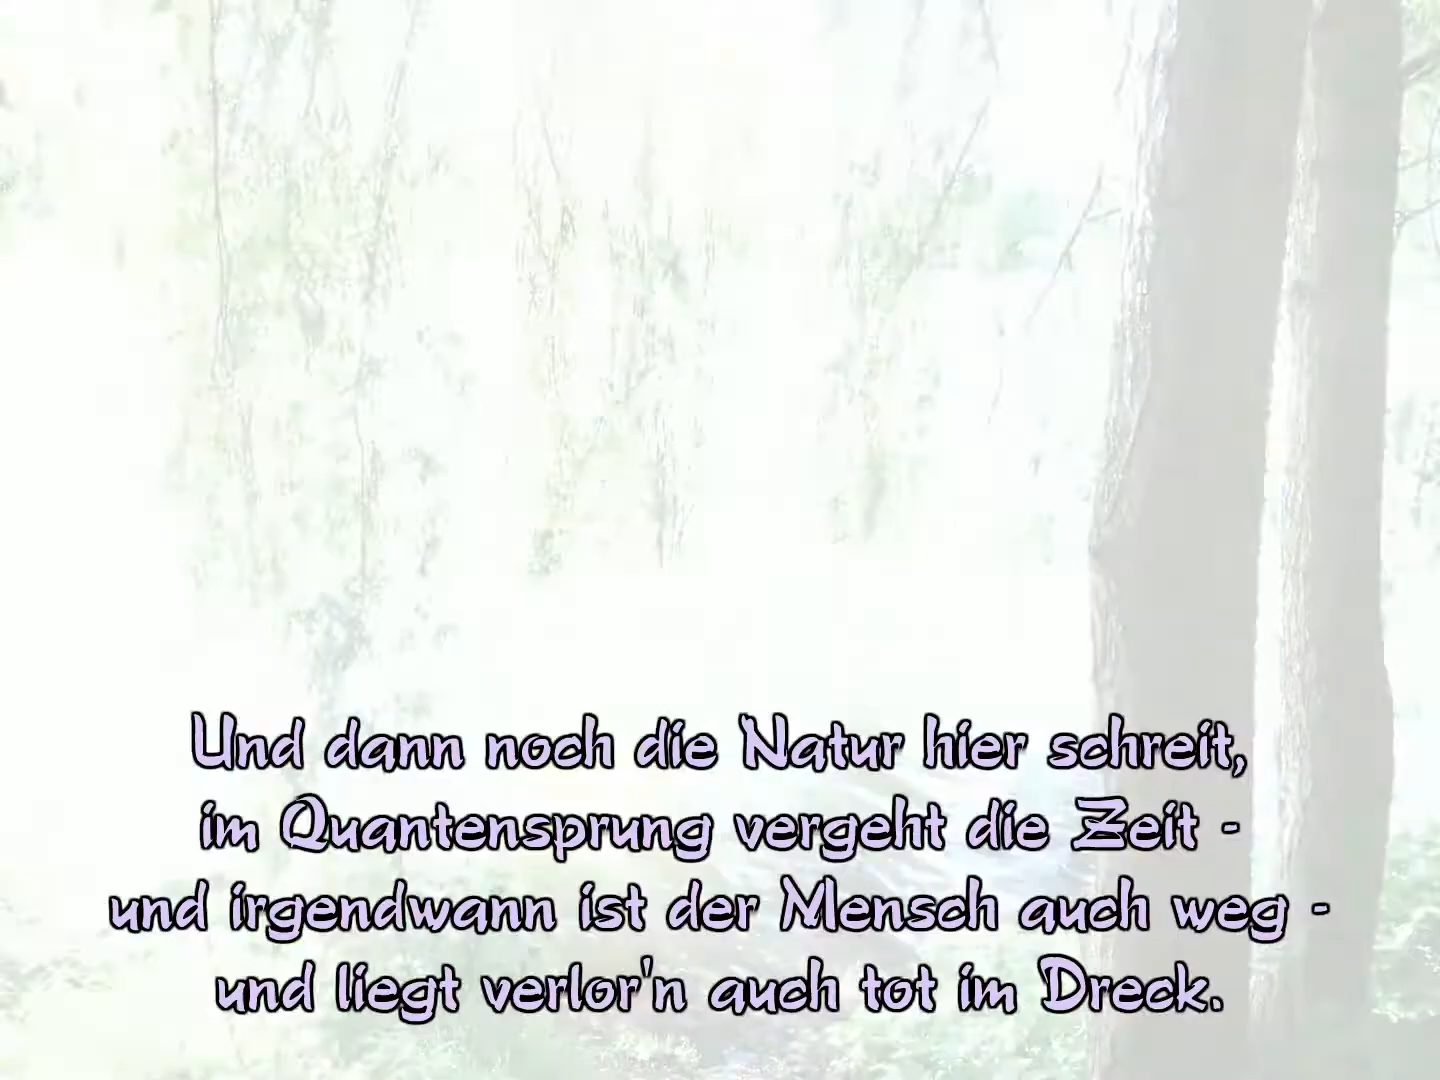 Und dann noch die Natur hier schreit,
im Quantensprung vergeht die Zeit -
und irgendwann ist der Mensch auch weg -
und liegt verlor'n auch tot im Dreck.